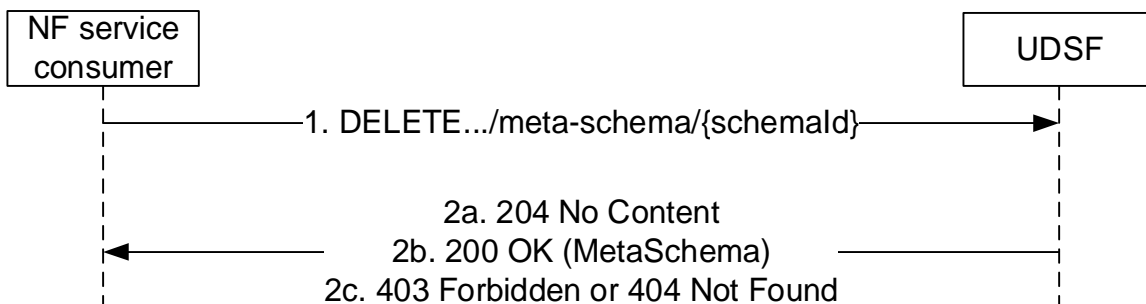 NF service
consumer
UDSF
1. DELETE.../meta-schema/{schemaId}
2a. 204 No Content
2b. 200 OK (MetaSchema)
2c. 403 Forbidden or 404 Not Found